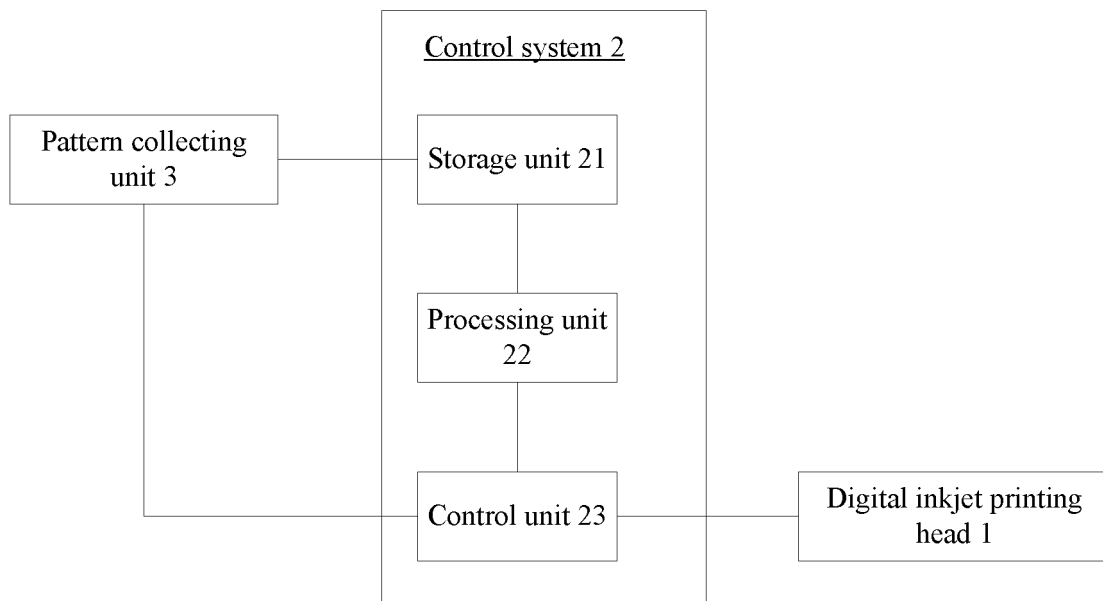 Control system 2
Pattern collecting
unit 3
Storage unit 21
Processing unit
22
Control unit 23
Digital inkjet printing
head 1